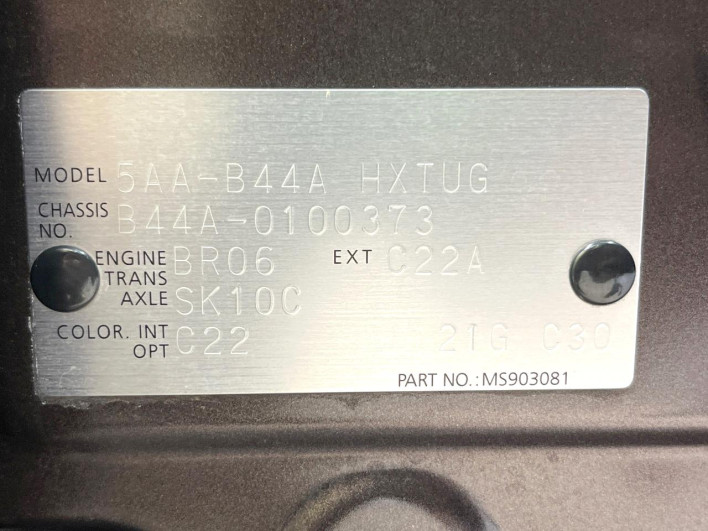 MODEL 5AA-B44A HXTUG
CHASSIS NO. B44A-0100373
ENGINE BR06 EXT C22A
TRANS
AXLE SK10C
COLOR. INT C22 2TG C30
OPT
PART NO.:MS903081